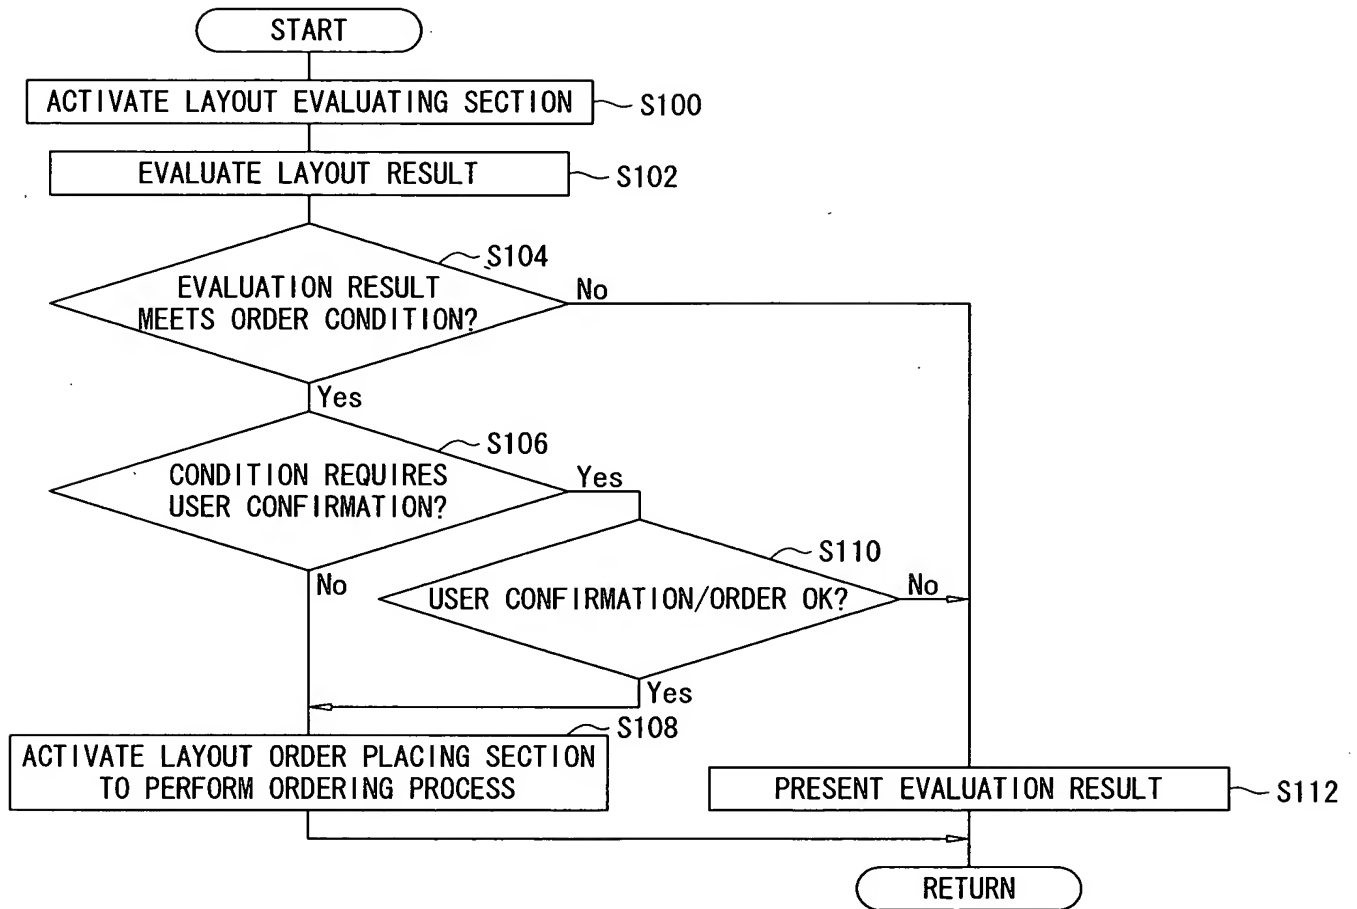 START
ACTIVATE LAYOUT EVALUATING SECTION
S100
EVALUATE LAYOUT RESULT
S102
S104
EVALUATION RESULT
MEETS ORDER CONDITION?
No
Yes
S106
CONDITION REQUIRES
USER CONFIRMATION?
Yes
No
S110
USER CONFIRMATION/ORDER OK?
No
Yes
S108
ACTIVATE LAYOUT ORDER PLACING SECTION
TO PERFORM ORDERING PROCESS
PRESENT EVALUATION RESULT
S112
RETURN